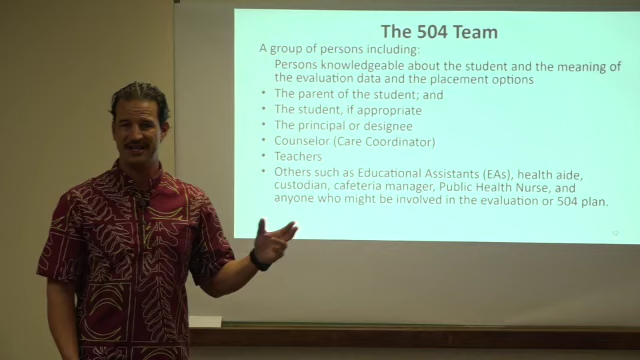 The 504 Team
A group of persons including:
Persons knowledgeable about the student and the meaning of
the evaluation data and the placement options
• The parent of the student; and
• The student, if appropriate
• The principal or designee
• Counselor (Care Coordinator)
• Teachers
• Others such as Educational Assistants (EAs), health aide,
custodian, cafeteria manager, Public Health Nurse, and
anyone who might be involved in the evaluation or 504 plan.